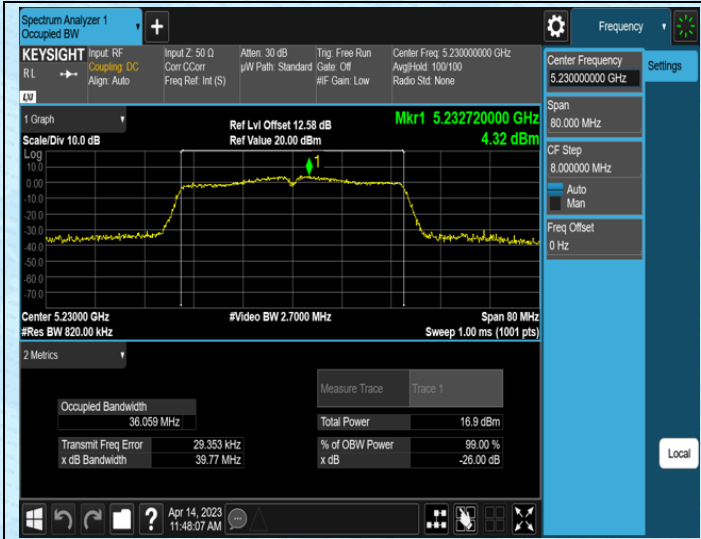 Spectrum Analyzer 1
Occupied BW
+
Frequency
KEYSIGHT
RL
LXI
Input: RF
Coupling: DC
Align: Auto
Input Z: 50 Ω
Corr CCorr
Freq Ref: Int (S)
Atten: 30 dB
µW Path: Standard
Trig: Free Run
Gate: Off
#IF Gain: Low
Center Freq: 5.230000000 GHz
Avg|Hold: 100/100
Radio Std: None
Center Frequency
5.230000000 GHz
Settings
Span
80.000 MHz
CF Step
8.000000 MHz
Auto
Man
Freq Offset
0 Hz
1 Graph
Scale/Div 10.0 dB
Ref Lvl Offset 12.58 dB
Ref Value 20.00 dBm
Mkr1 5.232720000 GHz
4.32 dBm
Log
10.0
0.00
-10.0
-20.0
-30.0
-40.0
-50.0
-60.0
-70.0
1
Center 5.23000 GHz
#Res BW 820.00 kHz
#Video BW 2.7000 MHz
Span 80 MHz
Sweep 1.00 ms (1001 pts)
2 Metrics
Measure Trace Trace 1
Occupied Bandwidth
36.059 MHz
Total Power 16.9 dBm
Transmit Freq Error 29.353 kHz
% of OBW Power 99.00 %
x dB Bandwidth 39.77 MHz
x dB -26.00 dB
Local
?
Apr 14, 2023
11:48:07 AM